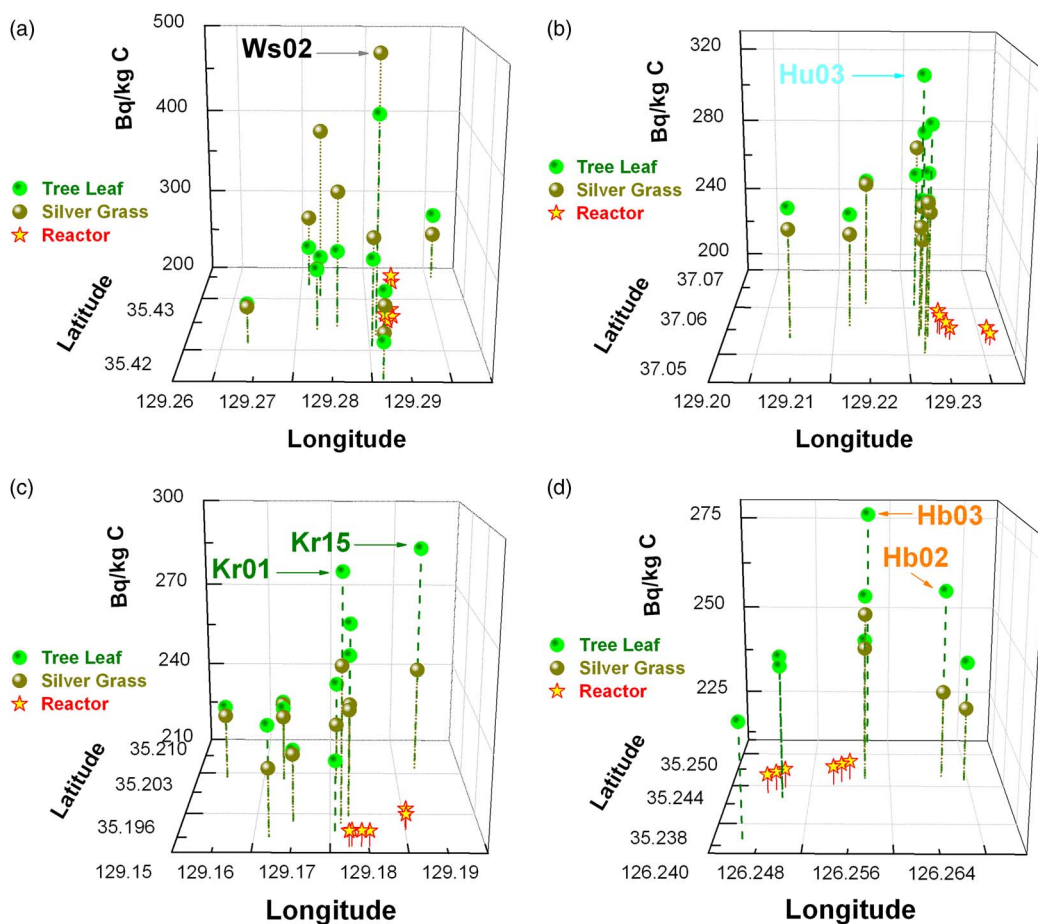 (a)
500
400
300
200
Bq/kg C
Ws02
Tree Leaf
Silver Grass
Reactor
Latitude
35.43
35.42
129.26
129.27
129.28
129.29
Longitude
(b)
320
280
240
200
Bq/kg C
Hu03
Tree Leaf
Silver Grass
Reactor
Latitude
37.07
37.06
37.05
129.20
129.21
129.22
129.23
Longitude
(c)
300
270
240
210
Bq/kg C
Kr15
Kr01
Tree Leaf
Silver Grass
Reactor
Latitude
35.210
35.203
35.196
129.15
129.16
129.17
129.18
129.19
Longitude
(d)
275
250
225
Bq/kg C
Hb03
Hb02
Tree Leaf
Silver Grass
Reactor
Latitude
35.250
35.244
35.238
126.240
126.248
126.256
126.264
Longitude